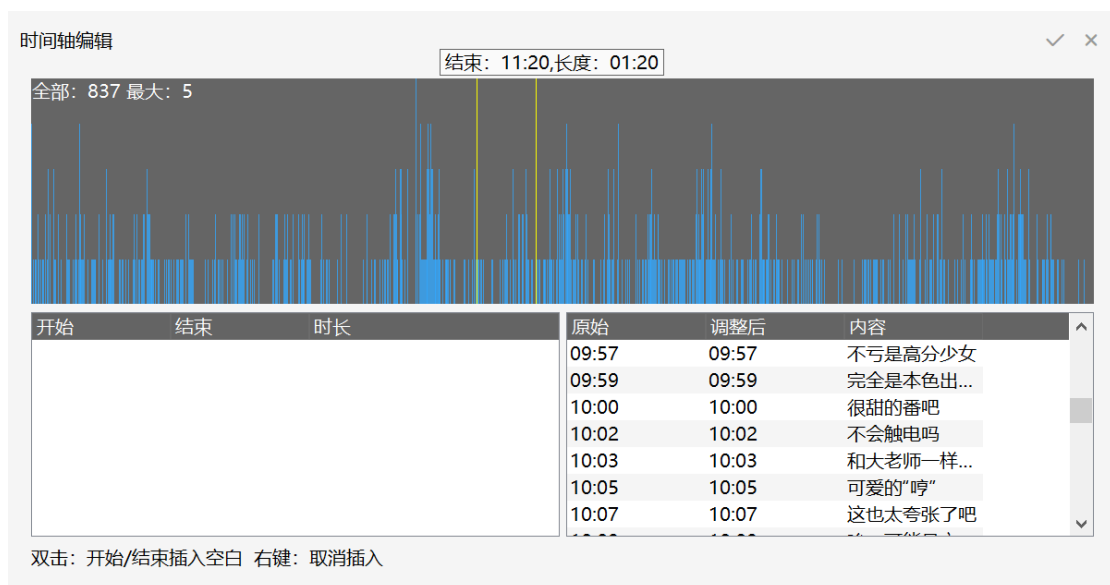 时间轴编辑
结束：11:20,长度：01:20
全部：837 最大：5
开始 结束 时长
原始 调整后 内容
09:57 09:57 不亏是高分少女
09:59 09:59 完全是本色出...
10:00 10:00 很甜的番吧
10:02 10:02 不会触电吗
10:03 10:03 和大老师一样...
10:05 10:05 可爱的“哼”
10:07 10:07 这也太夸张了吧
双击：开始/结束插入空白 右键：取消插入